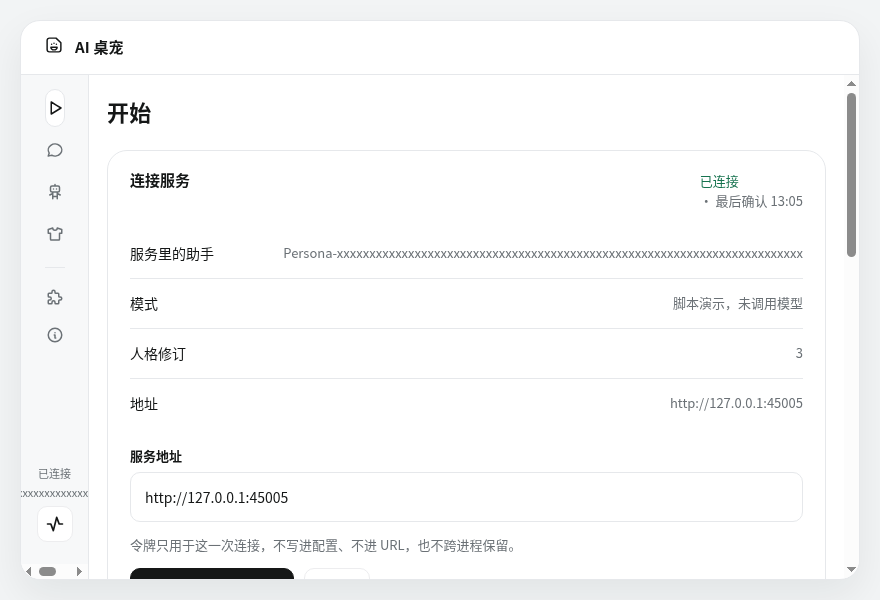 AI 桌宠
开始
连接服务
已连接
· 最后确认 13:05
服务里的助手
模式
脚本演示，未调用模型
人格修订
3
地址
http://127.0.0.1:45005
服务地址
http://127.0.0.1:45005
令牌只用于这一次连接，不写进配置、不进 URL，也不跨进程保留。
已连接